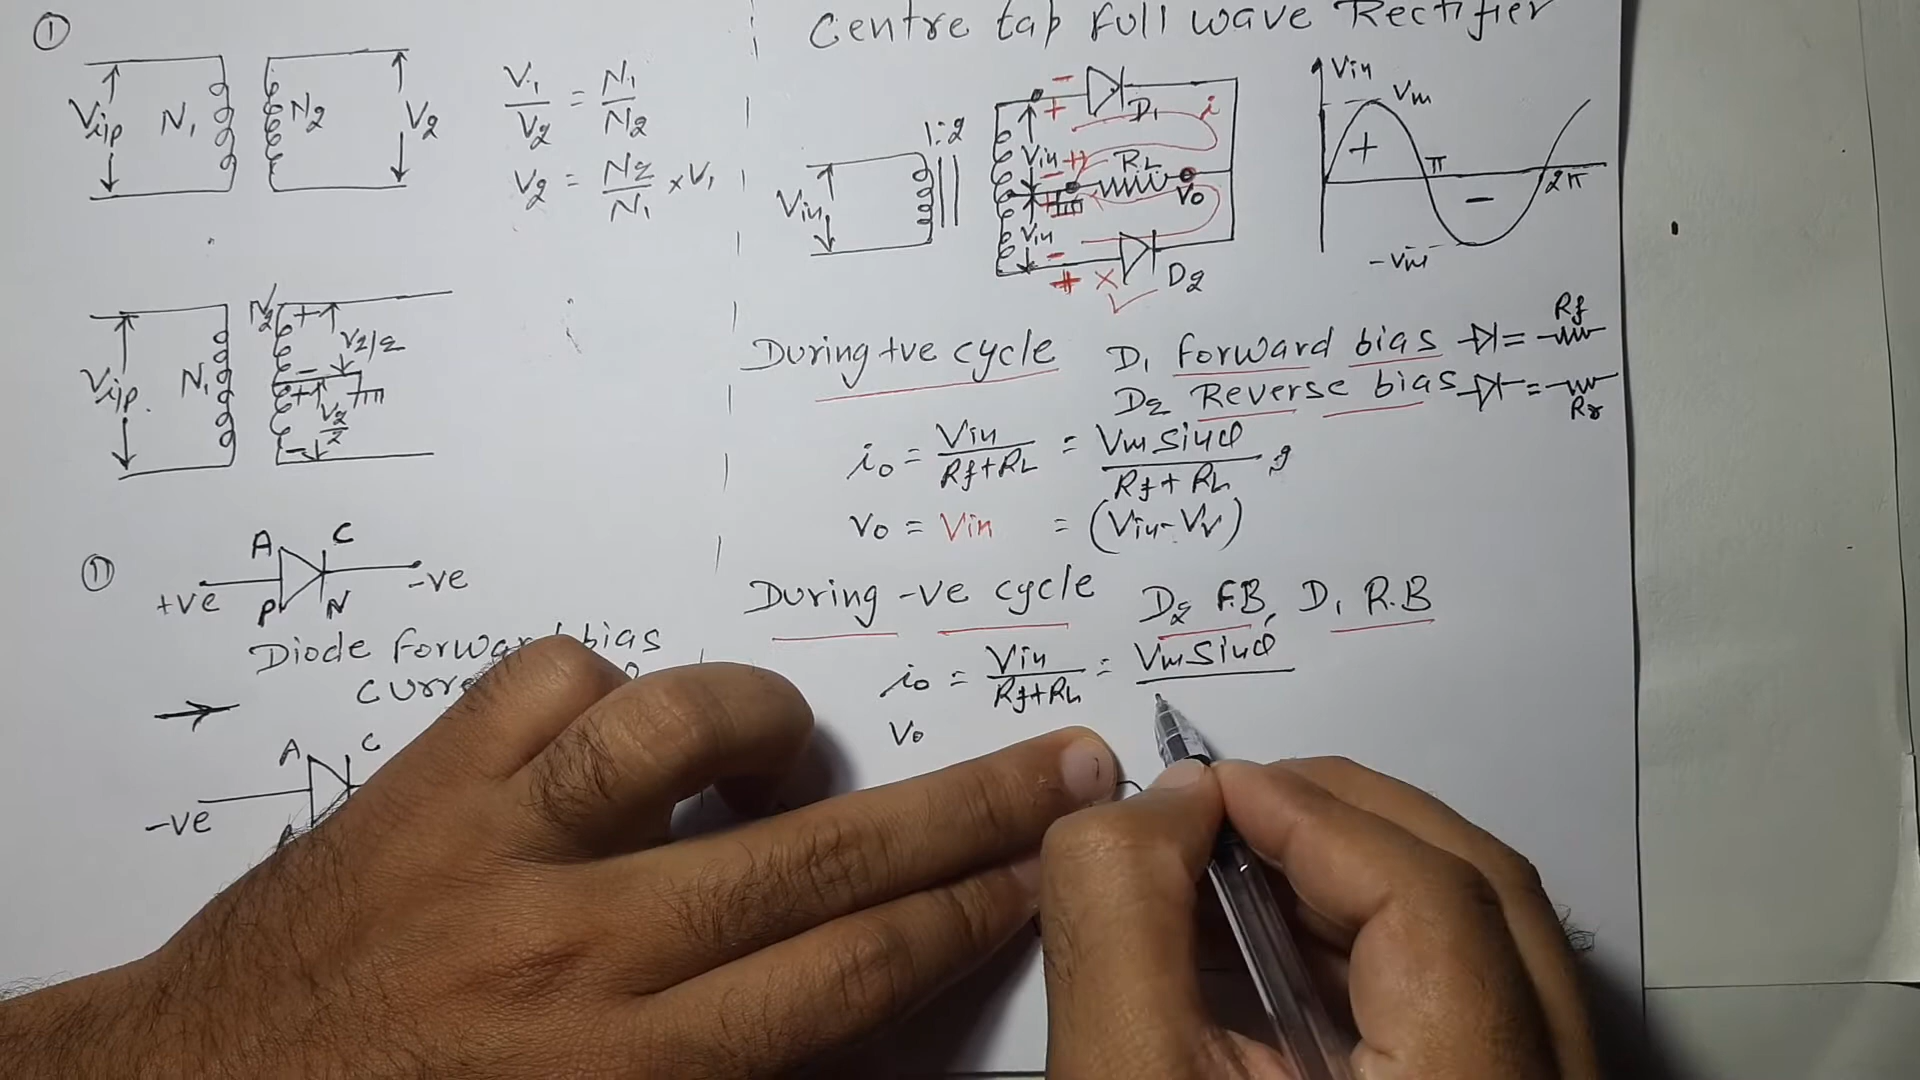 ①
Vi/p N₁ N₂ V₂
V₁/V₂ = N₁/N₂
V₂ = N₂/N₁ × V₁
Vi/p. N₁ N₂ + V₂/2 -
+ V₂/2 -
⑪
A C
+ve P N -ve
Diode forward bias
A C
-ve
Centre tap Full wave Rectifier
Vin 1:2
- + D₁ i
Vin + - RL Vo
Vin + - + × ✓ D₂
Vin Vm + π - 2π -Vm
During +ve cycle D₁ forward bias = Rf
D₂ Reverse bias = Rr
io = Vin/Rf+RL = Vm Sinφ/Rf+RL ,
Vo = Vin = (Vin-Vγ)
During -ve cycle D₂ F.B, D₁ R.B
io = Vin/Rf+RL = Vm Sinφ
Vo